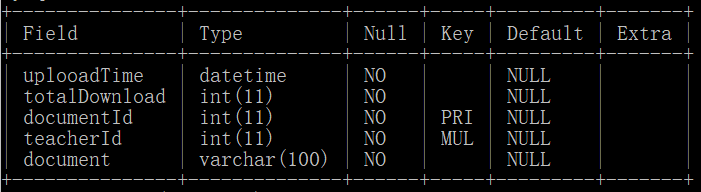 Field Type Null Key Default Extra
uplooadTime datetime NO NULL
totalDownload int(11) NO NULL
documentId int(11) NO PRI NULL
teacherId int(11) NO MUL NULL
document varchar(100) NO NULL